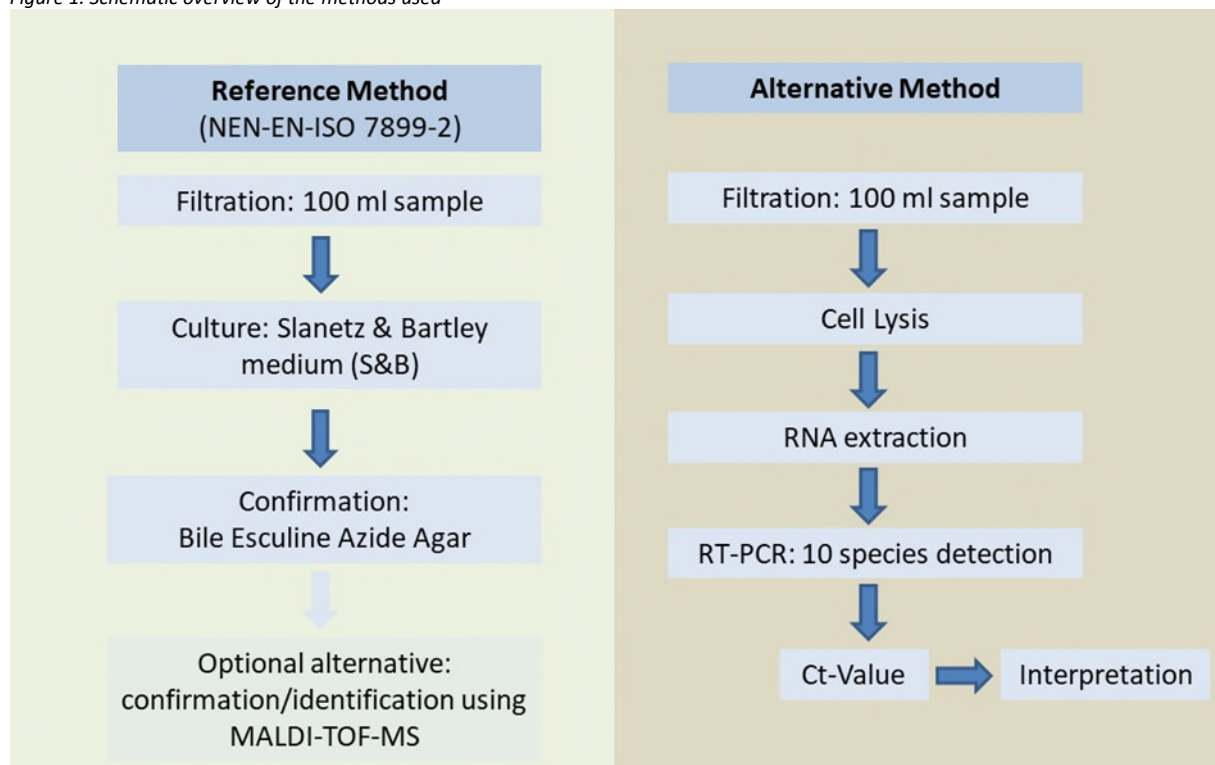 Figure 1: Schematic overview of the methods used
Reference Method
(NEN-EN-ISO 7899-2)
Filtration: 100 ml sample
Culture: Slanetz & Bartley
medium (S&B)
Confirmation:
Bile Esculine Azide Agar
Optional alternative:
confirmation/identification using
MALDI-TOF-MS
Alternative Method
Filtration: 100 ml sample
Cell Lysis
RNA extraction
RT-PCR: 10 species detection
Ct-Value
Interpretation